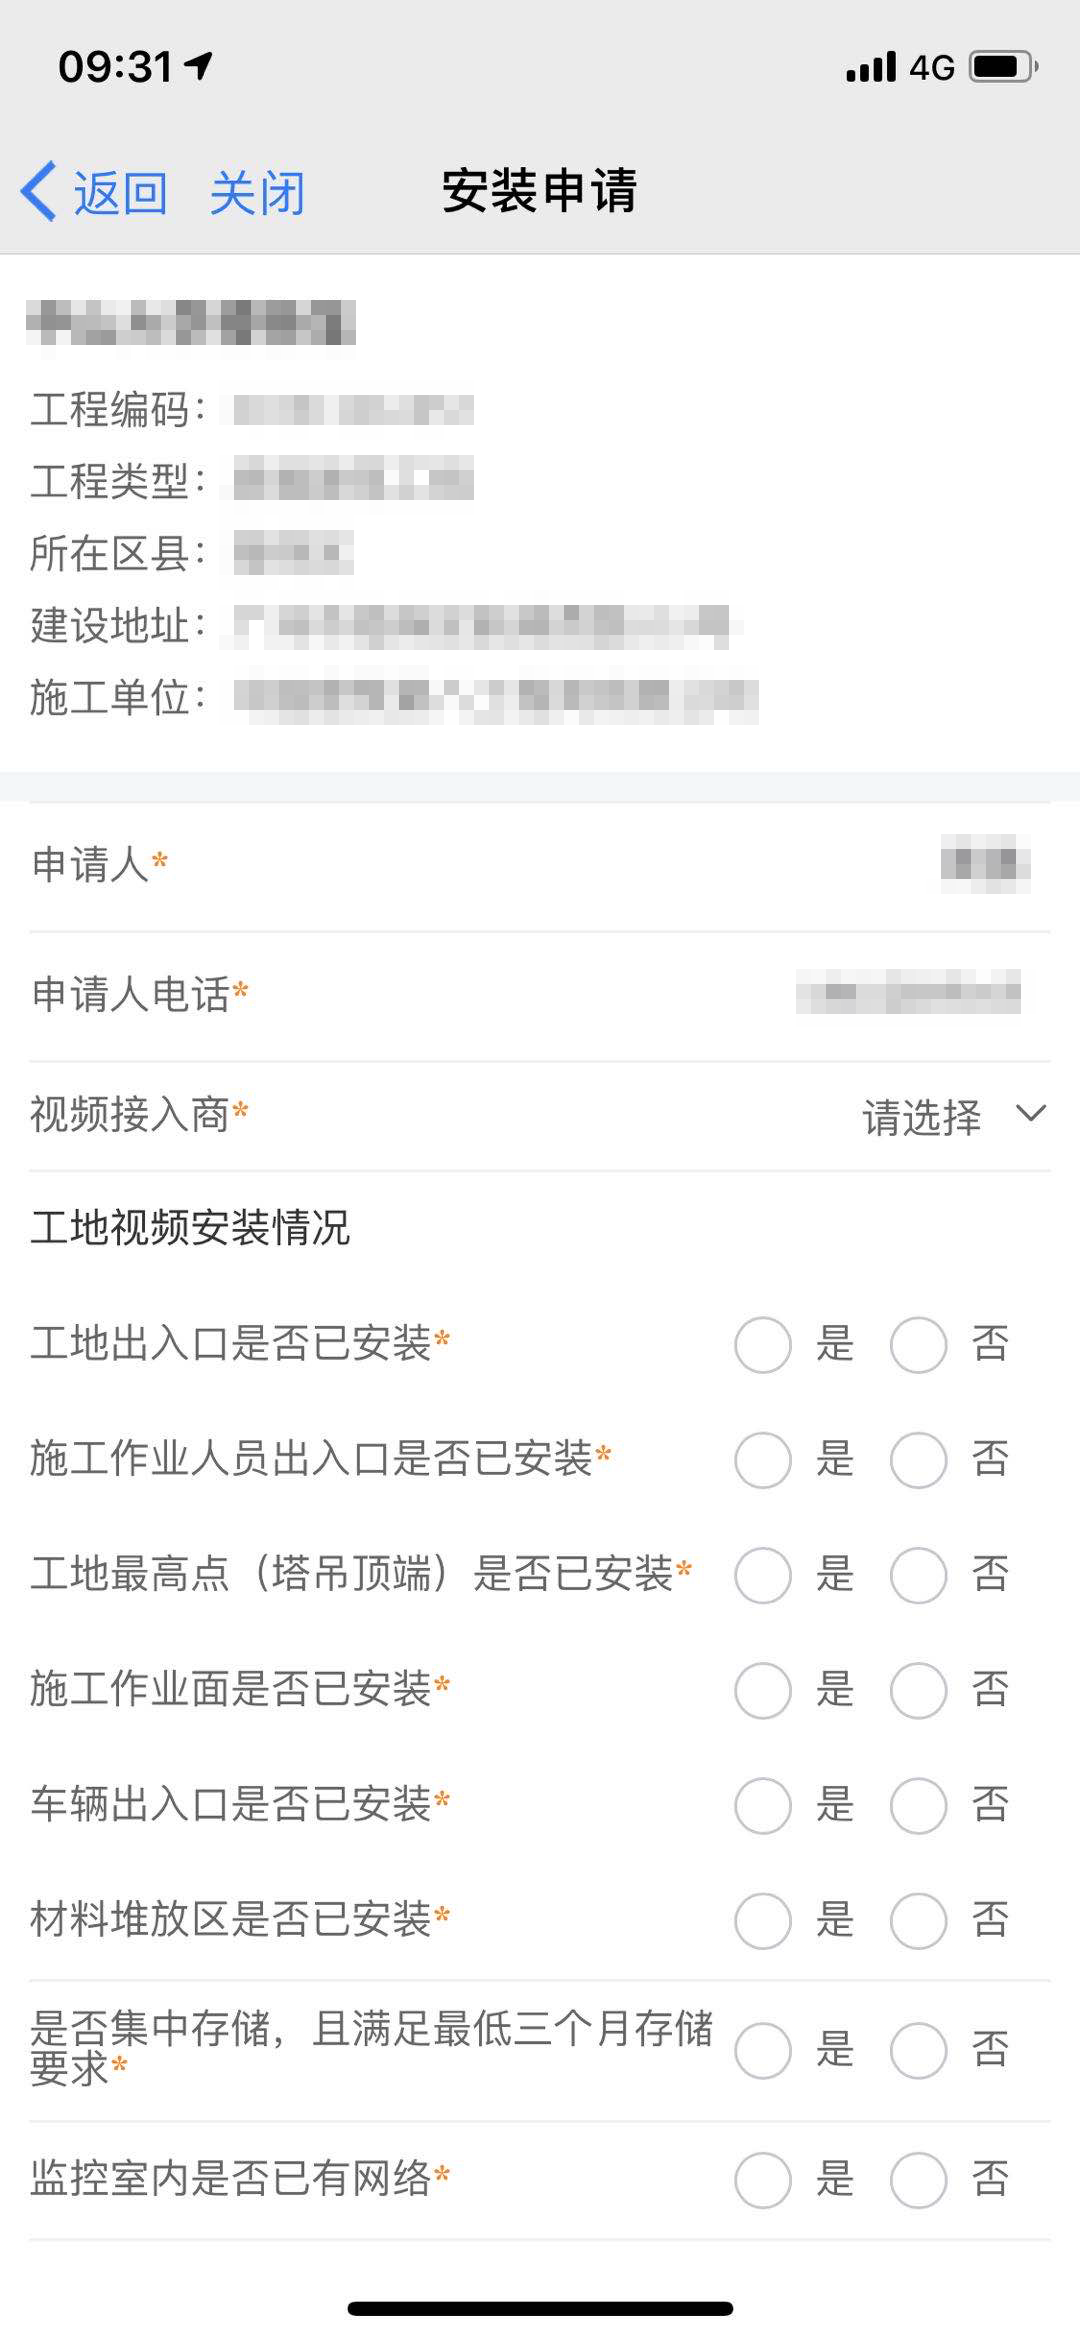 09:31 4G
返回 关闭 安装申请
工程编码：
工程类型：
所在区县：
建设地址：
施工单位：
申请人*
申请人电话*
视频接入商* 请选择
工地视频安装情况
工地出入口是否已安装* 是 否
施工作业人员出入口是否已安装* 是 否
工地最高点（塔吊顶端）是否已安装* 是 否
施工作业面是否已安装* 是 否
车辆出入口是否已安装* 是 否
材料堆放区是否已安装* 是 否
是否集中存储，且满足最低三个月存储
要求* 是 否
监控室内是否已有网络* 是 否